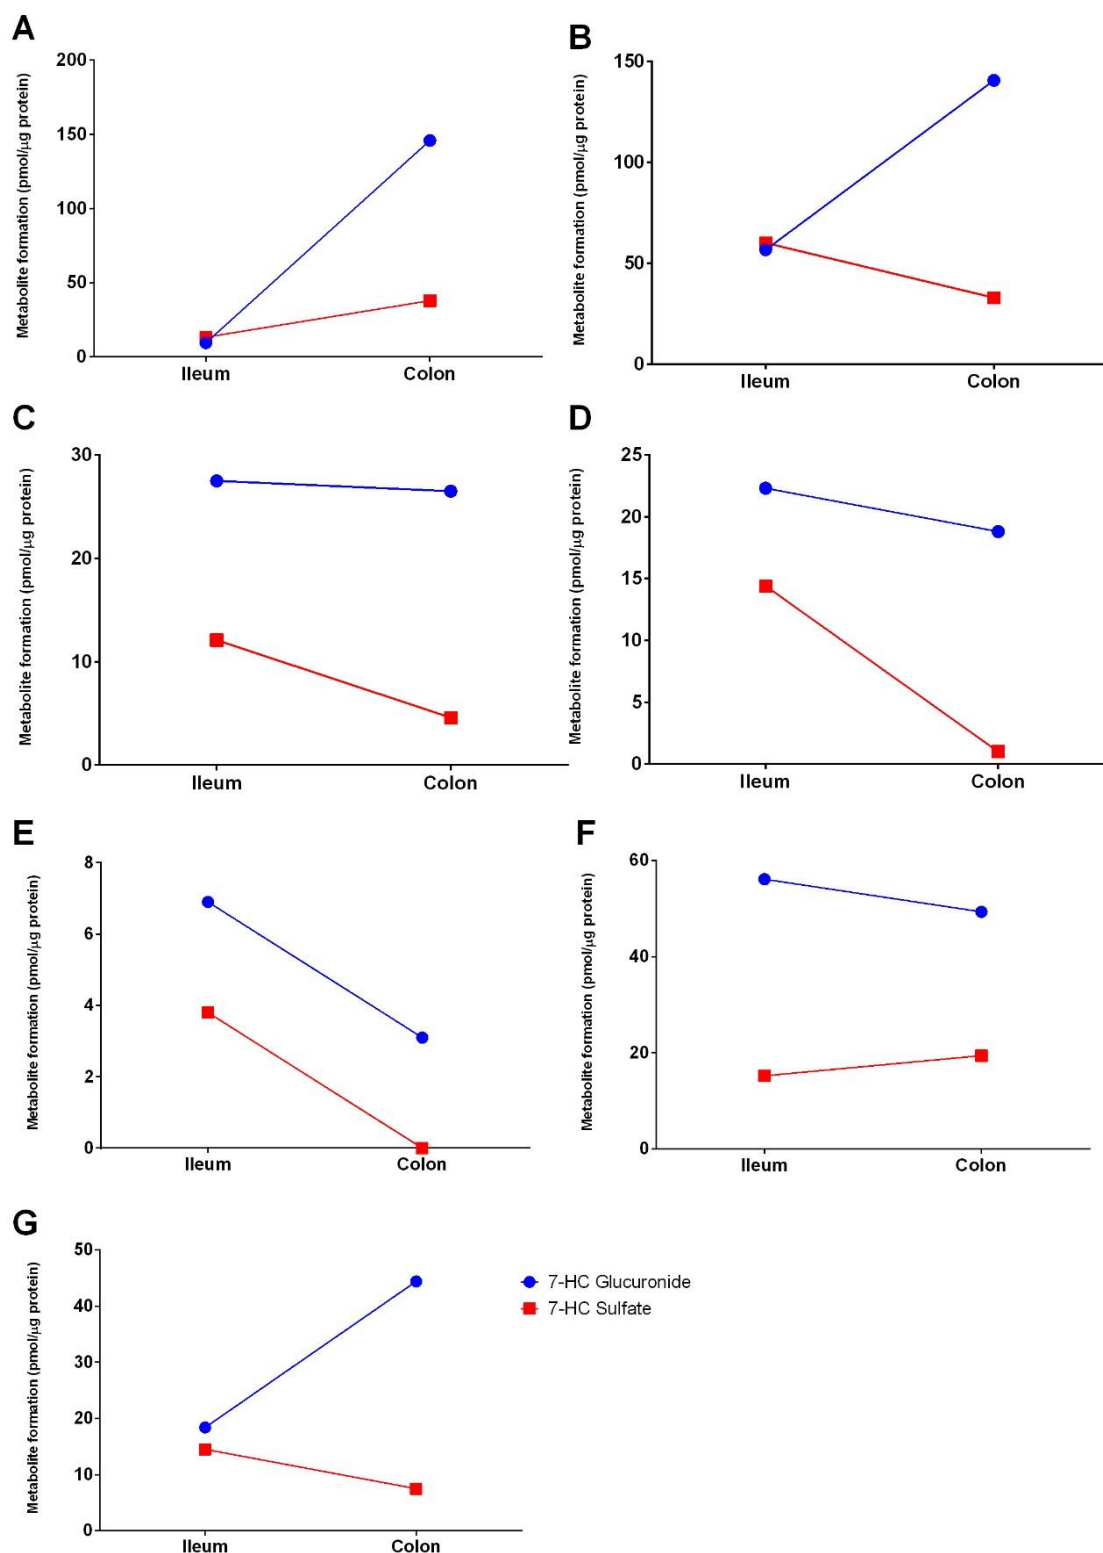 A
Metabolite formation (pmol/µg protein)
200
150
100
50
0
Ileum Colon
B
Metabolite formation (pmol/µg protein)
150
100
50
0
Ileum Colon
C
Metabolite formation (pmol/µg protein)
30
20
10
0
Ileum Colon
D
Metabolite formation (pmol/µg protein)
25
20
15
10
5
0
Ileum Colon
E
Metabolite formation (pmol/µg protein)
8
6
4
2
0
Ileum Colon
F
Metabolite formation (pmol/µg protein)
60
40
20
0
Ileum Colon
G
Metabolite formation (pmol/µg protein)
50
40
30
20
10
0
Ileum Colon
7-HC Glucuronide
7-HC Sulfate